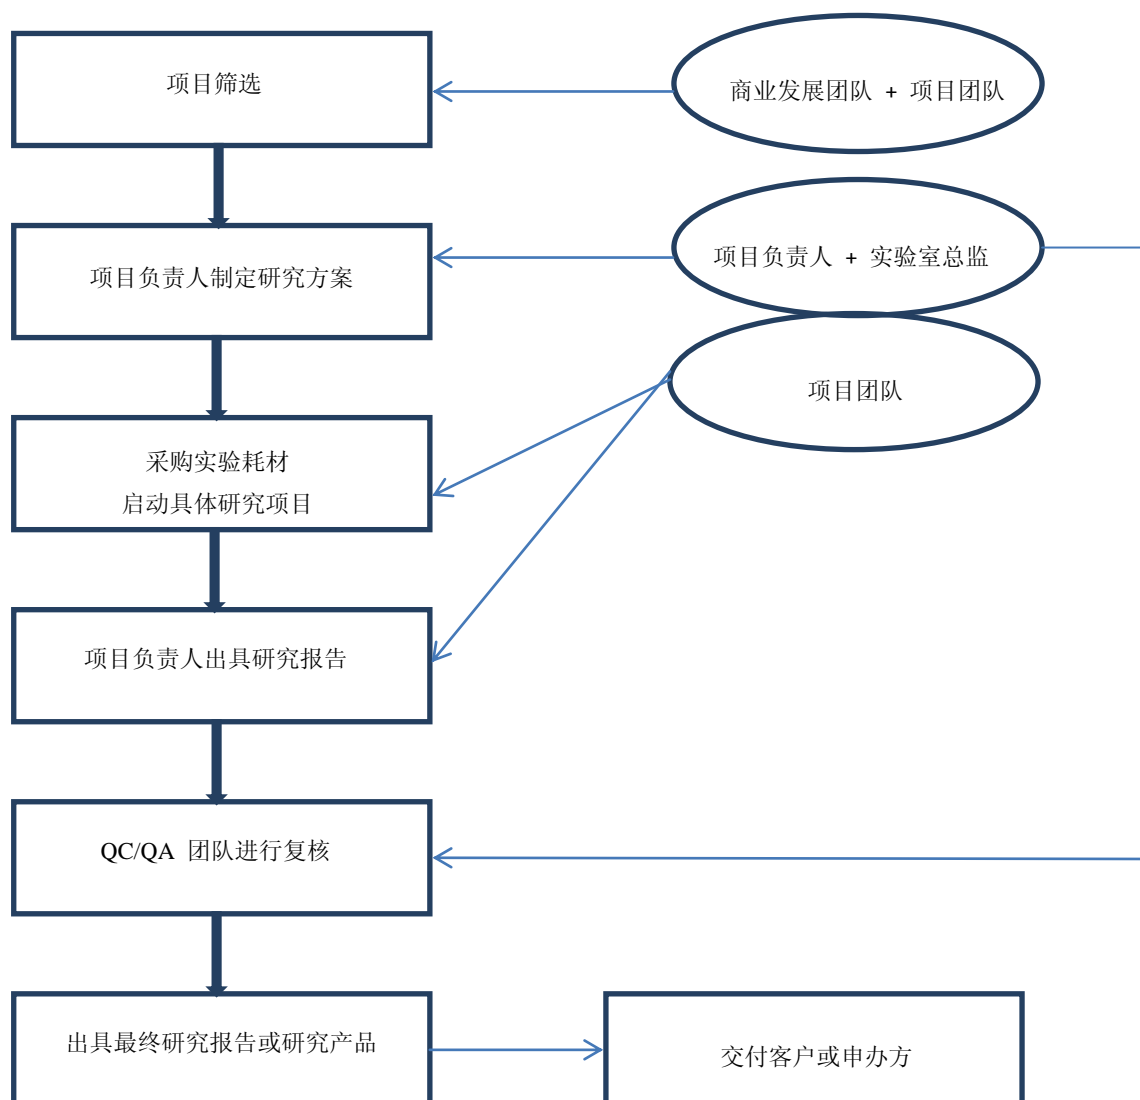 项目筛选
商业发展团队 + 项目团队
项目负责人制定研究方案
项目负责人 + 实验室总监
项目团队
采购实验耗材
启动具体研究项目
项目负责人出具研究报告
QC/QA 团队进行复核
出具最终研究报告或研究产品
交付客户或申办方